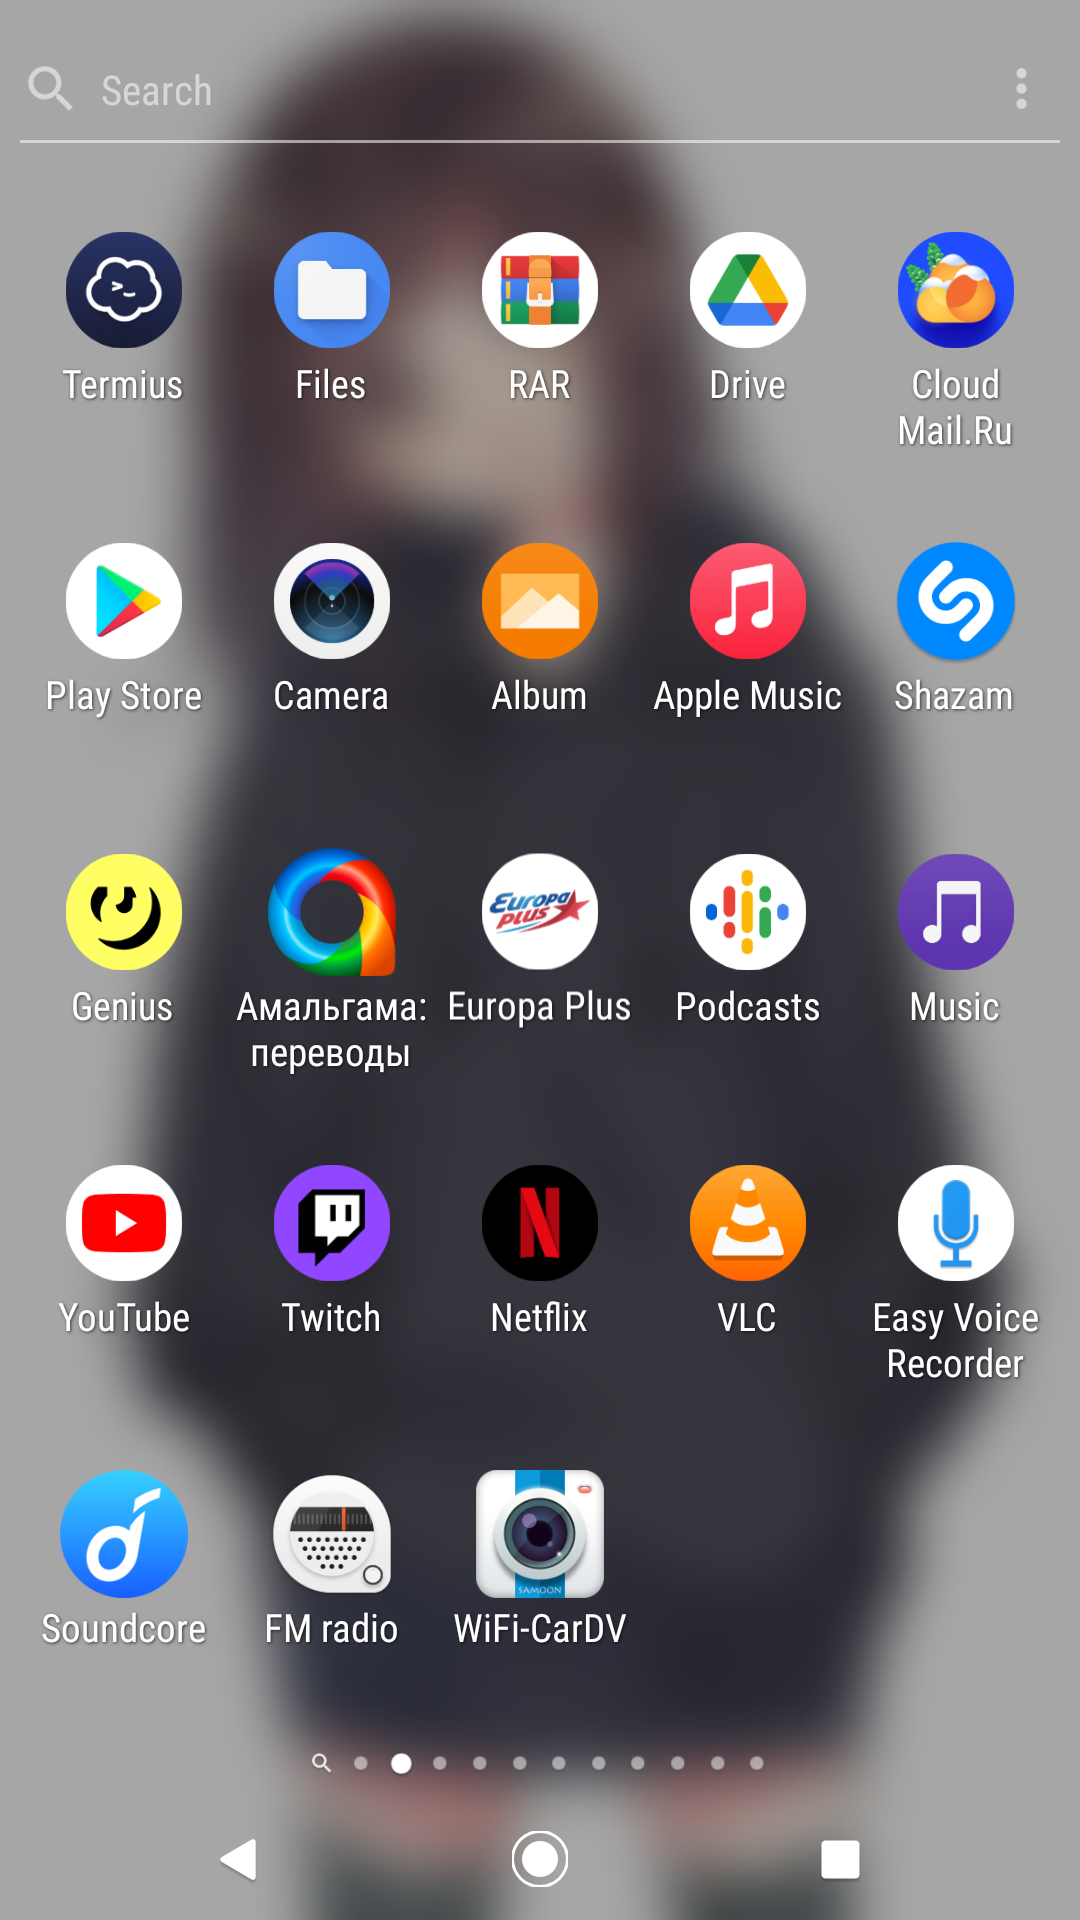 Search
Termius
Files
RAR
Drive
Cloud
Mail.Ru
Play Store
Camera
Album
Apple Music
Shazam
Europa
Plus
Genius
Амальгама:
переводы
Europa Plus
Podcasts
Music
YouTube
Twitch
Netflix
VLC
Easy Voice
Recorder
SAMOON
Soundcore
FM radio
WiFi-CarDV